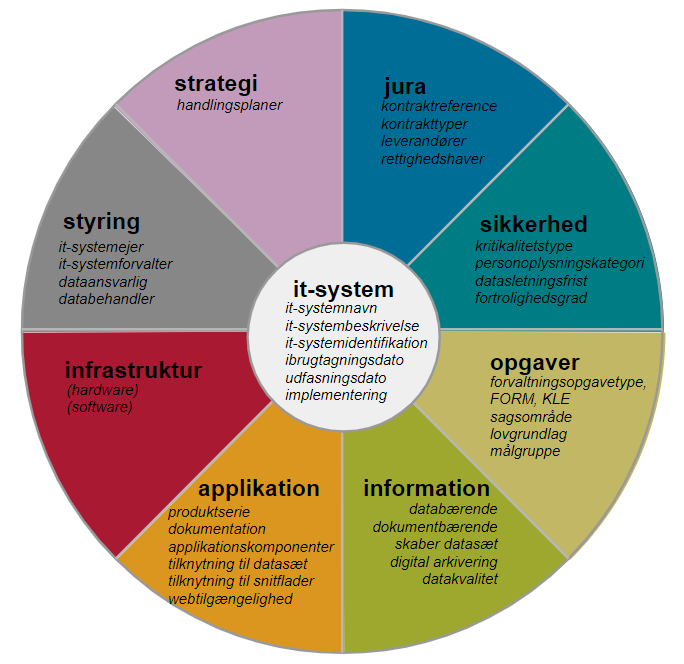 strategi
handlingsplaner
jura
kontraktreference
kontrakttyper
leverandører
rettighedshaver
styring
it-systemejer
it-systemforvalter
dataansvarlig
databehandler
sikkerhed
kritikalitetstype
personoplysningskategori
datasletningsfrist
fortrolighedsgrad
it-system
it-systemnavn
it-systembeskrivelse
it-systemidentifikation
ibrugtagningsdato
udfasningsdato
implementering
infrastruktur
(hardware)
(software)
opgaver
forvaltningsopgavetype,
FORM, KLE
sagsområde
lovgrundlag
målgruppe
applikation
produktserie
dokumentation
applikationskomponenter
tilknytning til datasæt
tilknytning til snitflader
webtilgængelighed
information
databærende
dokumentbærende
skaber datasæt
digital arkivering
datakvalitet